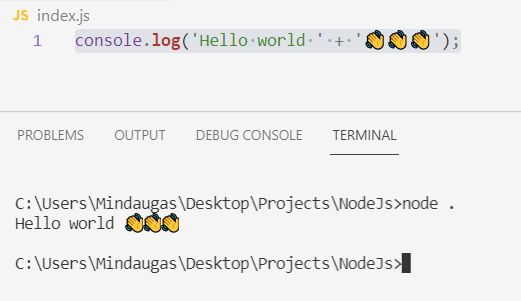 JS index.js
1 console.log('Hello world ' + '👏👏👏');
PROBLEMS OUTPUT DEBUG CONSOLE TERMINAL
C:\Users\Mindaugas\Desktop\Projects\NodeJs>node .
Hello world 👏👏👏
C:\Users\Mindaugas\Desktop\Projects\NodeJs>